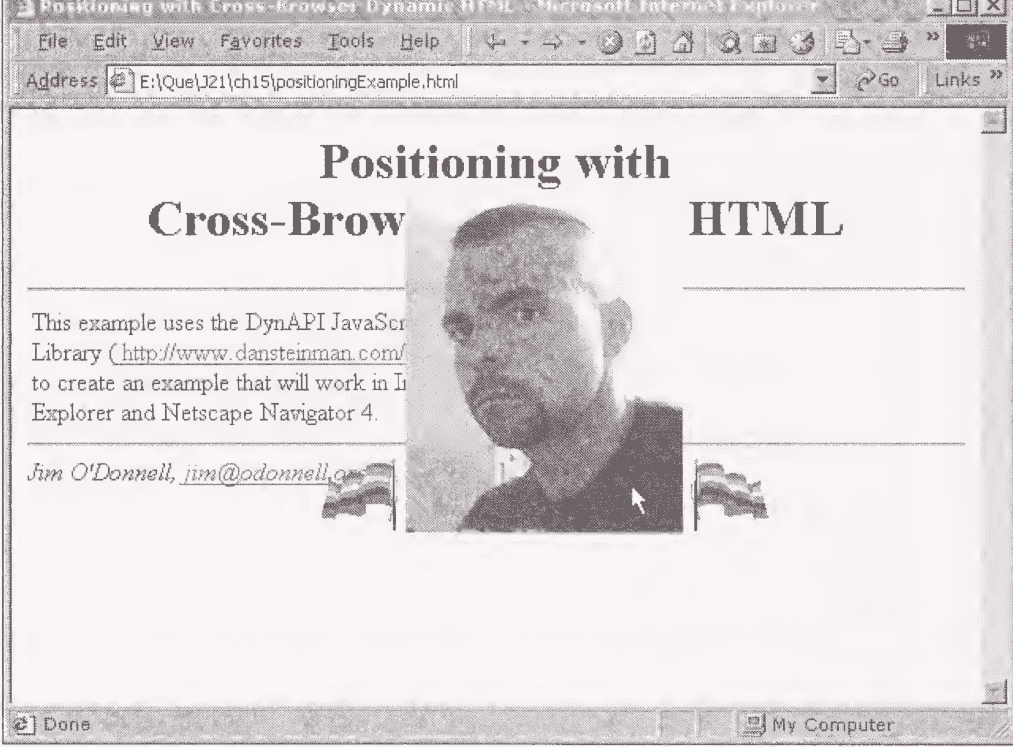 Positioning with Cross-Browser Dynamic HTML - Microsoft Internet Explorer
File Edit View Favorites Tools Help »
Address E:\Que\J21\ch15\positioningExample.html Go Links »
Positioning with
Cross-Brow HTML
This example uses the DynAPI JavaScr
Library ( http://www.dansteinman.com/
to create an example that will work in In
Explorer and Netscape Navigator 4.
Jim O'Donnell, jim@odonnell.or
Done My Computer